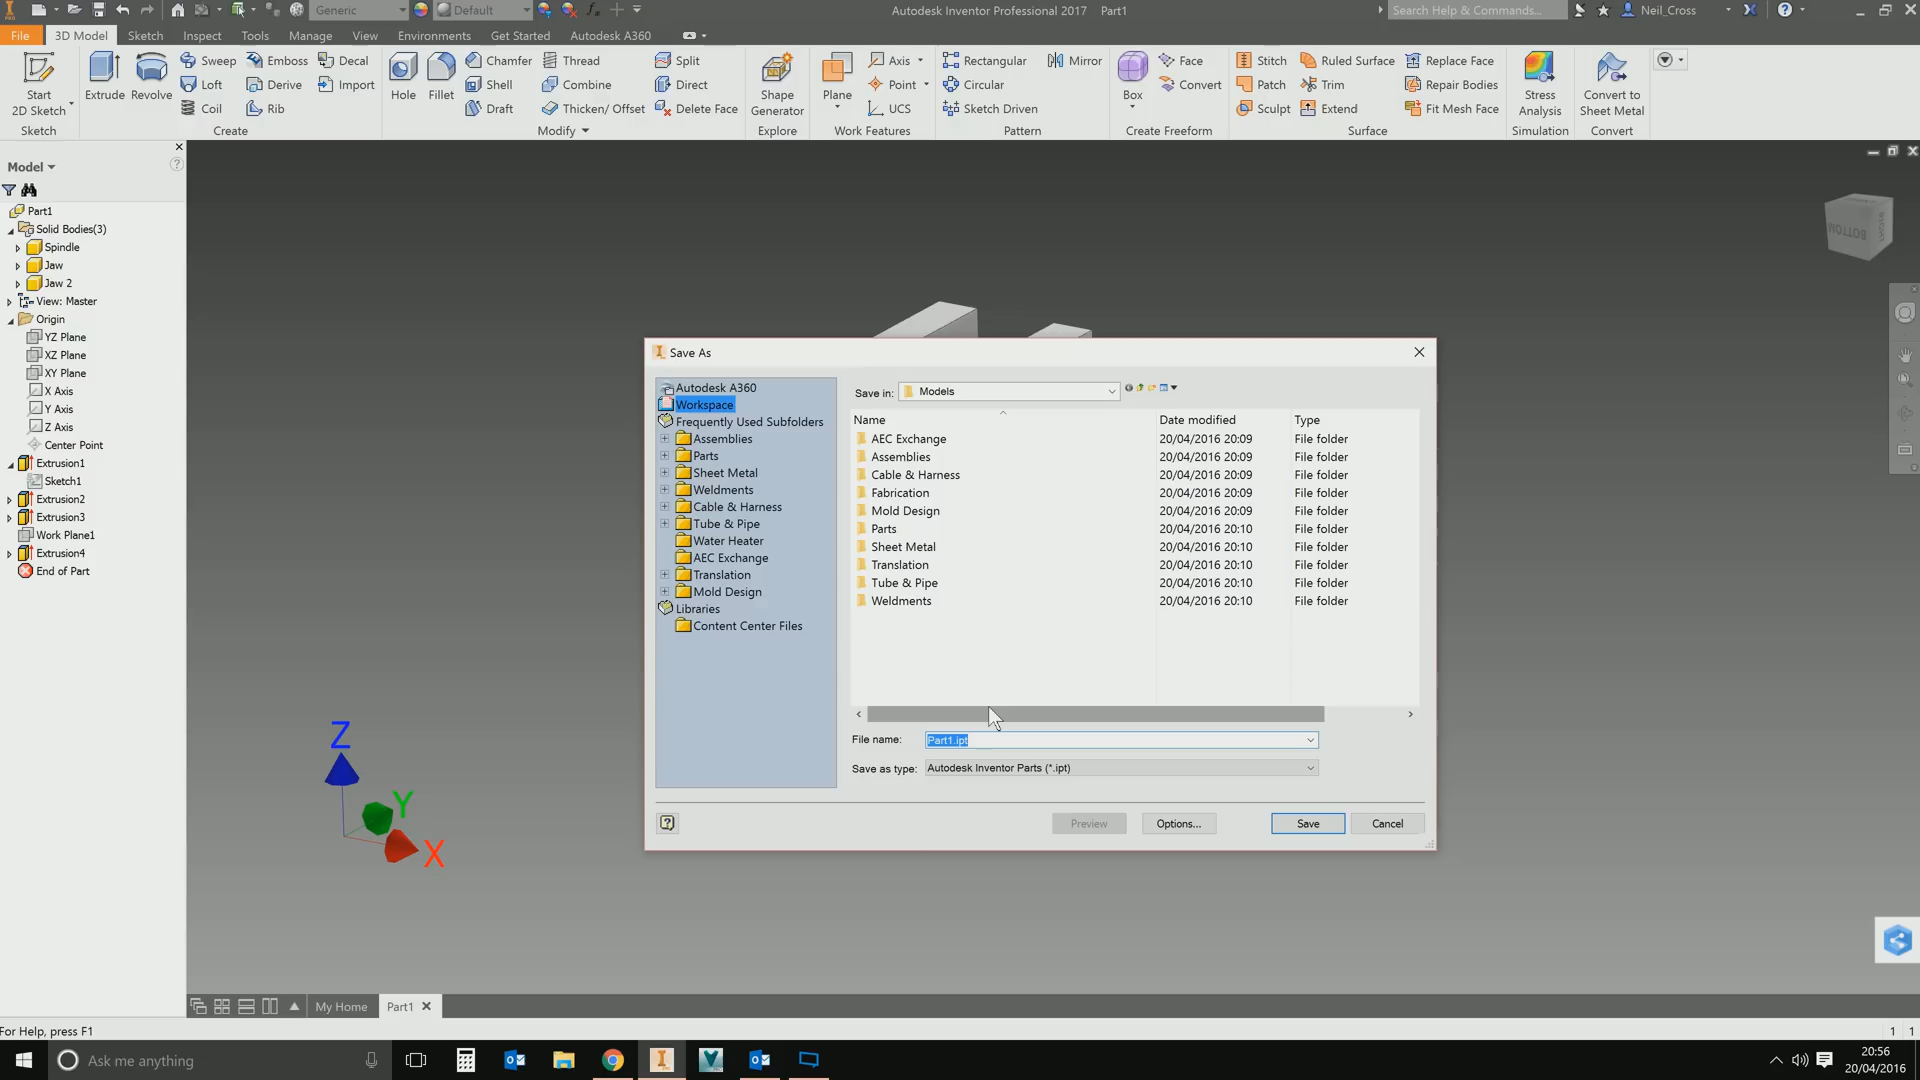 Generic
Default
Autodesk Inventor Professional 2017 Part1
Search Help & Commands...
Neil_Cross
File 3D Model Sketch Inspect Tools Manage View Environments Get Started Autodesk A360
Start
2D Sketch
Sketch
Extrude
Revolve
Sweep
Loft
Coil
Emboss
Derive
Rib
Decal
Import
Create
Hole
Fillet
Chamfer
Shell
Draft
Thread
Combine
Thicken/ Offset
Split
Direct
Delete Face
Modify
Shape
Generator
Explore
Plane
Axis
Point
UCS
Work Features
Rectangular
Circular
Sketch Driven
Mirror
Pattern
Box
Face
Convert
Create Freeform
Stitch
Patch
Sculpt
Ruled Surface
Trim
Extend
Replace Face
Repair Bodies
Fit Mesh Face
Surface
Stress
Analysis
Simulation
Convert to
Sheet Metal
Convert
Model
Part1
Solid Bodies(3)
Spindle
Jaw
Jaw 2
View: Master
Origin
YZ Plane
XZ Plane
XY Plane
X Axis
Y Axis
Z Axis
Center Point
Extrusion1
Sketch1
Extrusion2
Extrusion3
Work Plane1
Extrusion4
End of Part
BOTTOM
Z
Y
X
Save As
Autodesk A360
Workspace
Frequently Used Subfolders
Assemblies
Parts
Sheet Metal
Weldments
Cable & Harness
Tube & Pipe
Water Heater
AEC Exchange
Translation
Mold Design
Libraries
Content Center Files
Save in: Models
Name Date modified Type
AEC Exchange 20/04/2016 20:09 File folder
Assemblies 20/04/2016 20:09 File folder
Cable & Harness 20/04/2016 20:09 File folder
Fabrication 20/04/2016 20:09 File folder
Mold Design 20/04/2016 20:09 File folder
Parts 20/04/2016 20:10 File folder
Sheet Metal 20/04/2016 20:10 File folder
Translation 20/04/2016 20:10 File folder
Tube & Pipe 20/04/2016 20:10 File folder
Weldments 20/04/2016 20:10 File folder
File name: Part1.ipt
Save as type: Autodesk Inventor Parts (*.ipt)
Preview Options... Save Cancel
My Home Part1
For Help, press F1
1 1
Ask me anything
20:56
20/04/2016